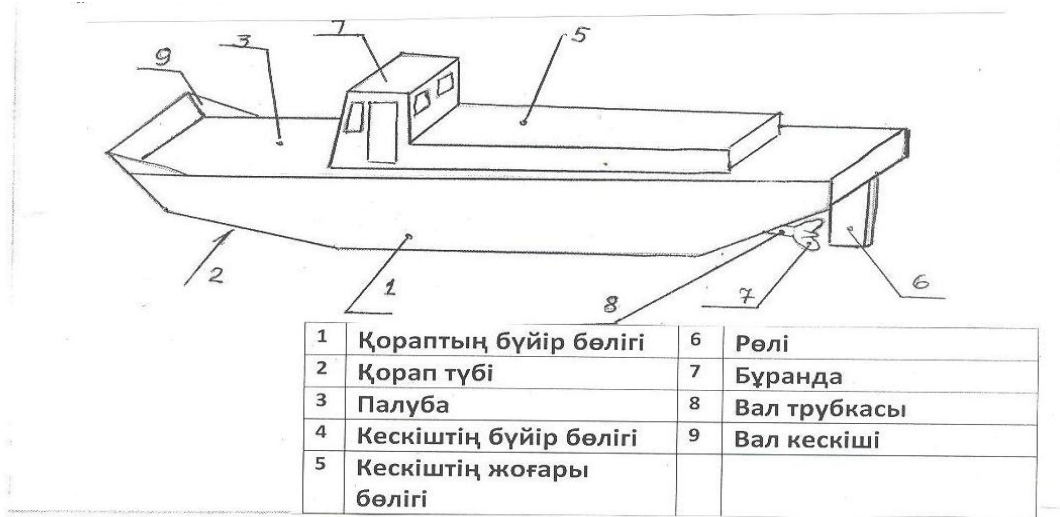 7
5
3
9
2
1
8
7
6
1 Қораптың бүйір бөлігі 6 Рөлі
2 Қорап түбі 7 Бұранда
3 Палуба 8 Вал трубкасы
4 Кескіштің бүйір бөлігі 9 Вал кескіші
5 Кескіштің жоғары
бөлігі